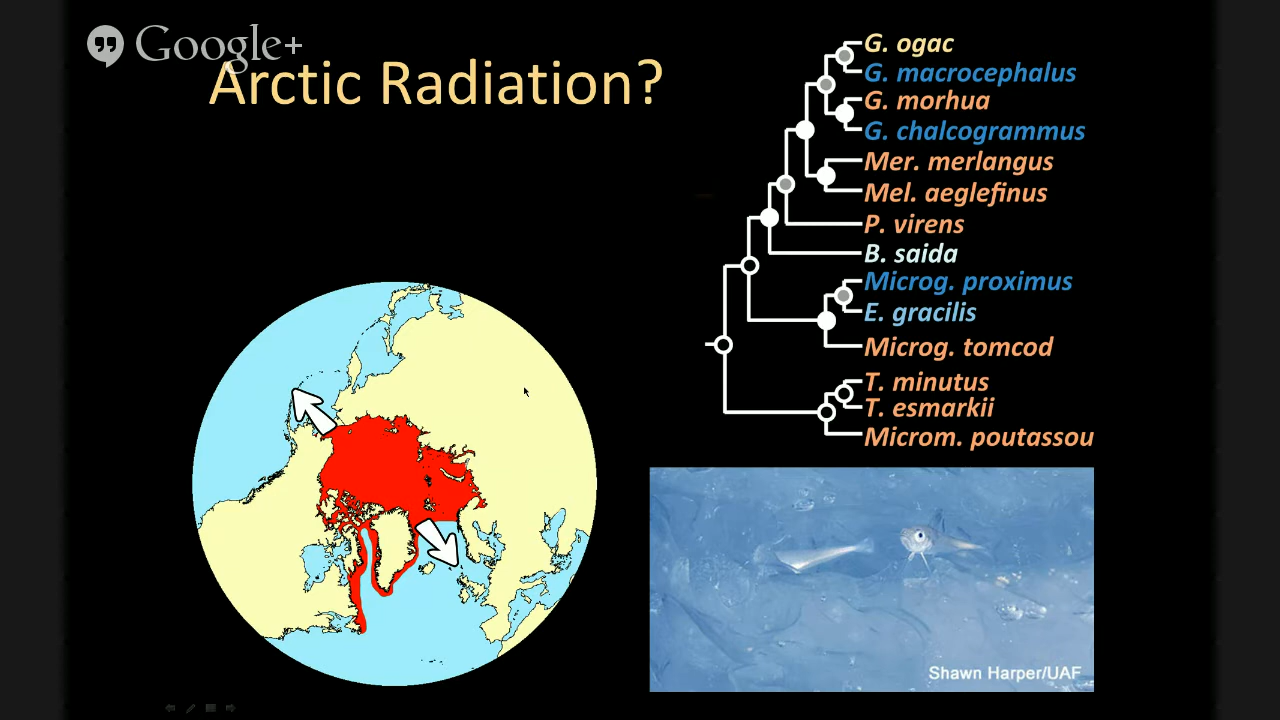 Google+
Arctic Radiation?
G. ogac
G. macrocephalus
G. morhua
G. chalcogrammus
Mer. merlangus
Mel. aeglefinus
P. virens
B. saida
Microg. proximus
E. gracilis
Microg. tomcod
T. minutus
T. esmarkii
Microm. poutassou
Shawn Harper/UAF